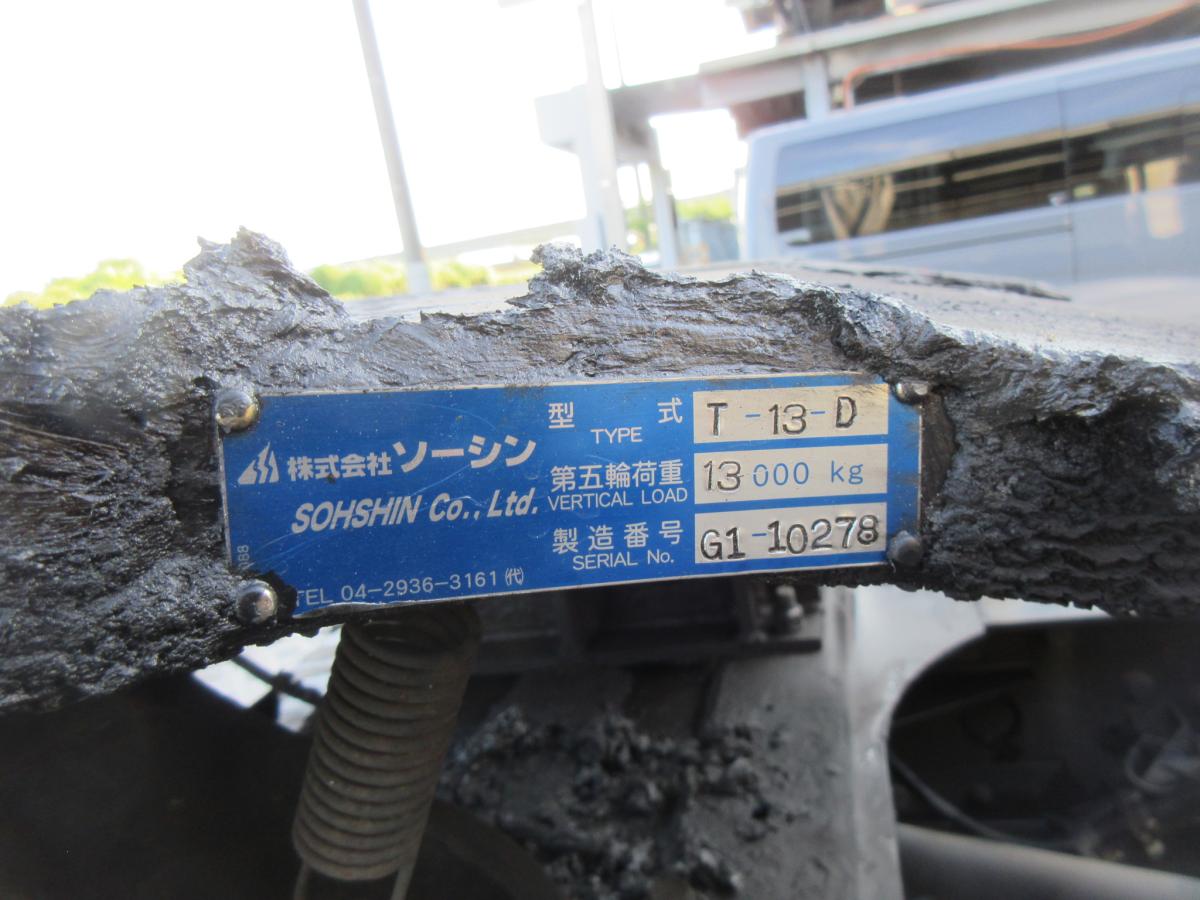 株式会社ソーシン
SOHSHIN Co., Ltd.
TEL 04-2936-3161 ㈹
型 式 T-13-D
TYPE
第五輪荷重 13000 kg
VERTICAL LOAD
製造番号 G1-10278
SERIAL No.